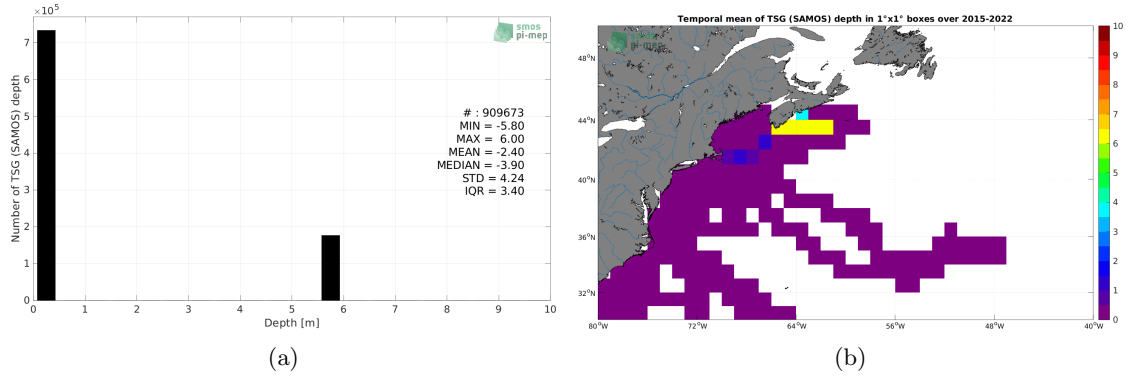 ×10⁵
7
6
5
4
3
2
1
0
Number of TSG (SAMOS) depth
smos
pi-mep
# : 909673
MIN = -5.80
MAX = 6.00
MEAN = -2.40
MEDIAN = -3.90
STD = 4.24
IQR = 3.40
0 1 2 3 4 5 6 7 8 9 10
Depth [m]
(a)
Temporal mean of TSG (SAMOS) depth in 1°x1° boxes over 2015-2022
smos
pi-mep
48°N
44°N
40°N
36°N
32°N
80°W 72°W 64°W 56°W 48°W 40°W
10
9
8
7
6
5
4
3
2
1
0
(b)